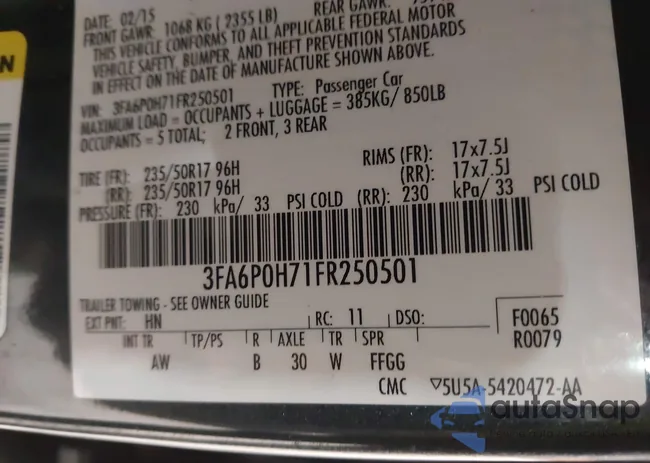 DATE: 02/15
REAR GAWR:
FRONT GAWR: 1068 KG ( 2355 LB)
THIS VEHICLE CONFORMS TO ALL APPLICABLE FEDERAL MOTOR
VEHICLE SAFETY, BUMPER, AND THEFT PREVENTION STANDARDS
IN EFFECT ON THE DATE OF MANUFACTURE SHOWN ABOVE.
VIN: 3FA6P0H71FR250501 TYPE: Passenger Car
MAXIMUM LOAD = OCCUPANTS + LUGGAGE = 385KG/ 850LB
OCCUPANTS = 5 TOTAL; 2 FRONT, 3 REAR
TIRE (FR): 235/50R17 96H RIMS (FR): 17x7.5J
(RR): 235/50R17 96H (RR): 17x7.5J
PRESSURE (FR): 230 kPa/ 33 PSI COLD (RR): 230 kPa/ 33 PSI COLD
3FA6P0H71FR250501
TRAILER TOWING - SEE OWNER GUIDE
EXT PNT: HN RC: 11 DSO: F0065
INT TR TP/PS R AXLE TR SPR R0079
AW B 30 W FFGG
CMC ▽5U5A-5420472-AA
autoSnap